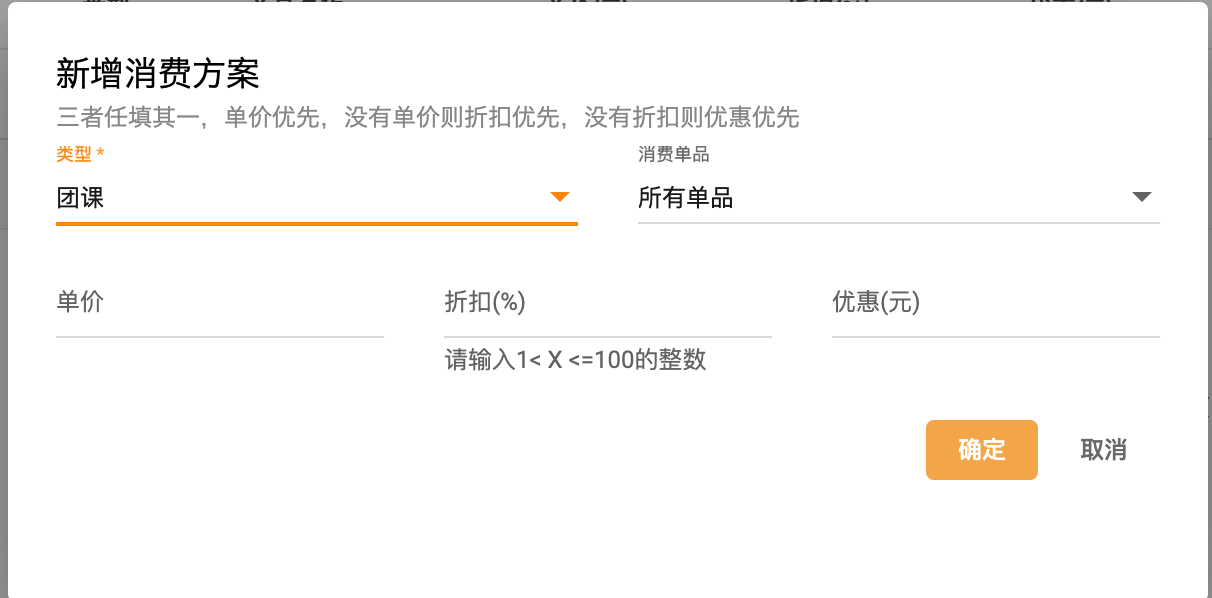 新增消费方案
三者任填其一，单价优先，没有单价则折扣优先，没有折扣则优惠优先
类型 *
消费单品
团课
所有单品
单价
折扣(%)
优惠(元)
请输入1< X <=100的整数
确定
取消